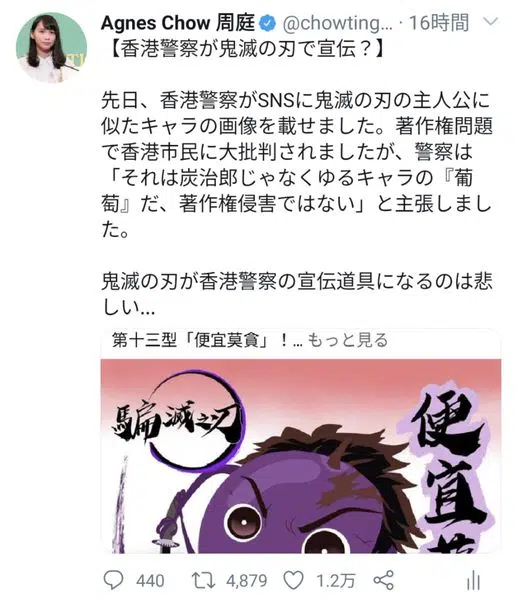 Agnes Chow 周庭 @chowting... · 16時間
【香港警察が鬼滅の刃で宣伝？】
先日、香港警察がSNSに鬼滅の刃の主人公に
似たキャラの画像を載せました。著作権問題
で香港市民に大批判されましたが、警察は
「それは炭治郎じゃなくゆるキャラの『葡
萄』だ、著作権侵害ではない」と主張しまし
た。
鬼滅の刃が香港警察の宣伝道具になるのは悲
しい...
第十三型「便宜莫貪」！... もっと見る
騙滅之刃
便宜莫
440 4,879 1.2万